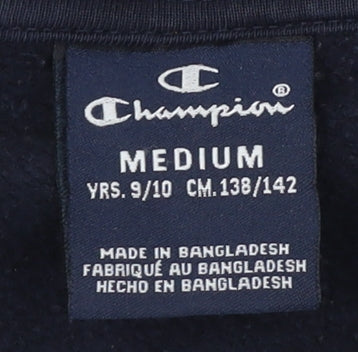 C
Champion®
MEDIUM
YRS. 9/10 CM. 138/142
MADE IN BANGLADESH
FABRIQUÉ AU BANGLADESH
HECHO EN BANGLADESH